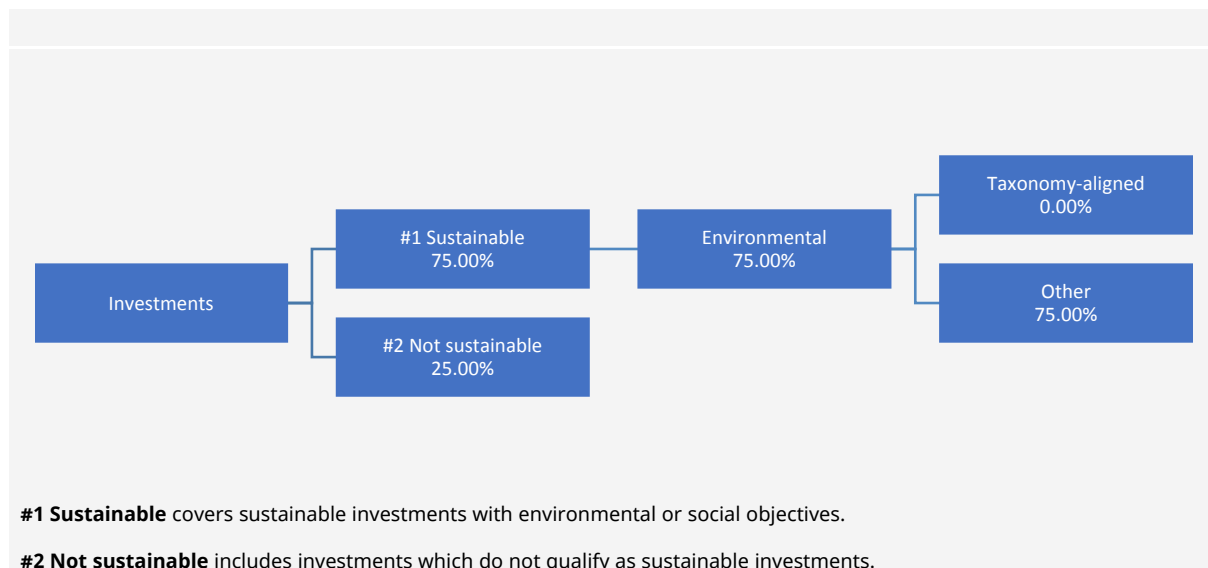 Taxonomy-aligned
0.00%
#1 Sustainable
75.00%
Environmental
75.00%
Investments
Other
75.00%
#2 Not sustainable
25.00%
#1 Sustainable covers sustainable investments with environmental or social objectives.
#2 Not sustainable includes investments which do not qualify as sustainable investments.